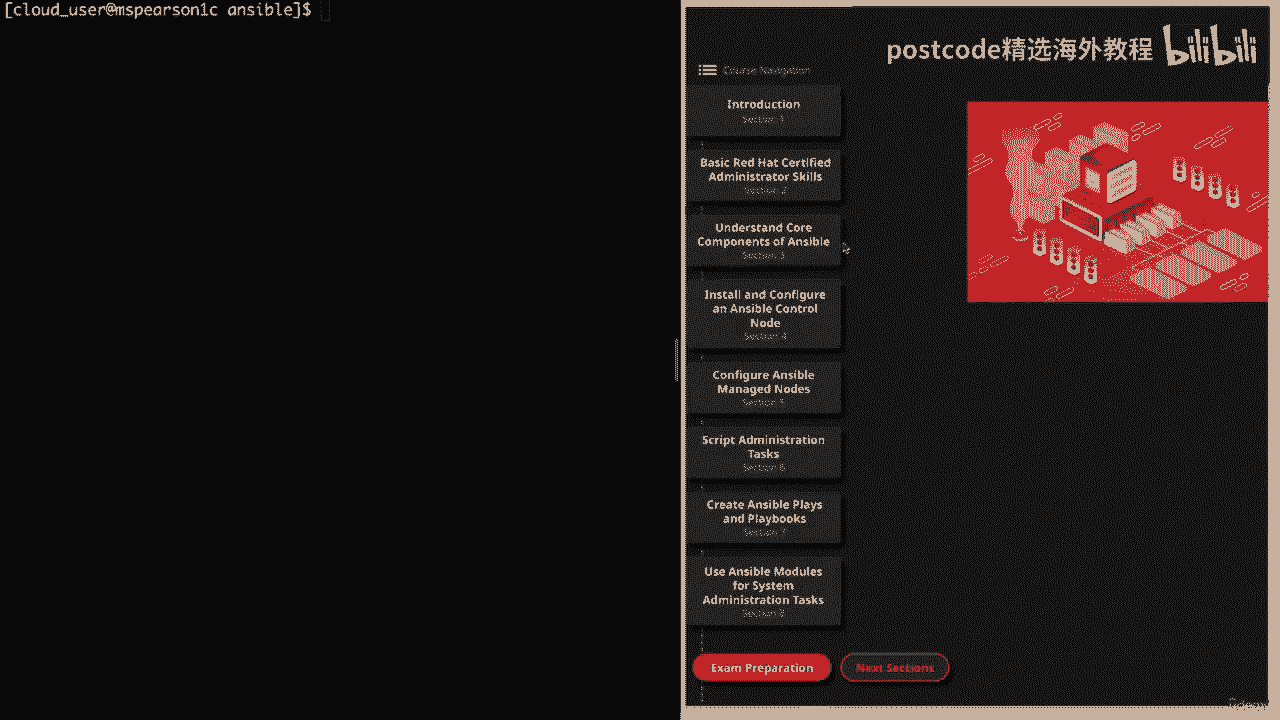 [cloud_user@mspearson1c ansible]$
postcode精选海外教程 bilibili
Course Navigation
Introduction
Section 1
Basic Red Hat Certified
Administrator Skills
Section 2
Understand Core
Components of Ansible
Section 3
Install and Configure
an Ansible Control
Node
Section 4
Configure Ansible
Managed Nodes
Section 5
Script Administration
Tasks
Section 6
Create Ansible Plays
and Playbooks
Section 7
Use Ansible Modules
for System
Administration Tasks
Section 8
Exam Preparation
Next Sections